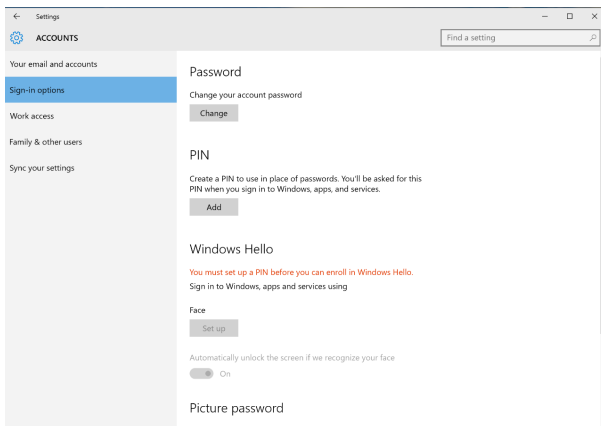 Settings
ACCOUNTS
Find a setting
Your email and accounts
Sign-in options
Work access
Family & other users
Sync your settings
Password
Change your account password
Change
PIN
Create a PIN to use in place of passwords. You'll be asked for this
PIN when you sign in to Windows, apps, and services.
Add
Windows Hello
You must set up a PIN before you can enroll in Windows Hello.
Sign in to Windows, apps and services using
Face
Set up
Automatically unlock the screen if we recognize your face
On
Picture password